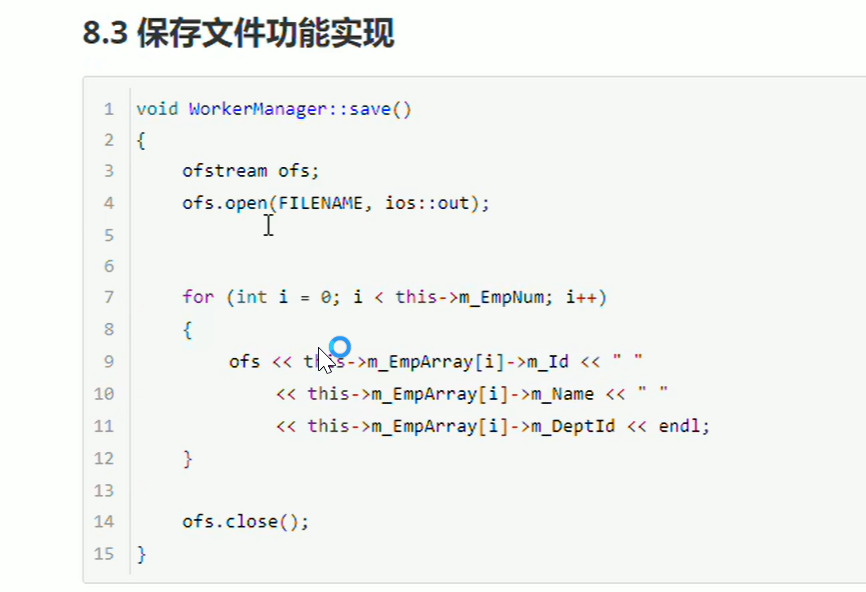 8.3 保存文件功能实现
1 void WorkerManager::save()
2 {
3     ofstream ofs;
4     ofs.open(FILENAME, ios::out);
5
6
7     for (int i = 0; i < this->m_EmpNum; i++)
8     {
9         ofs << this->m_EmpArray[i]->m_Id << " "
10             << this->m_EmpArray[i]->m_Name << " "
11             << this->m_EmpArray[i]->m_DeptId << endl;
12     }
13
14     ofs.close();
15 }